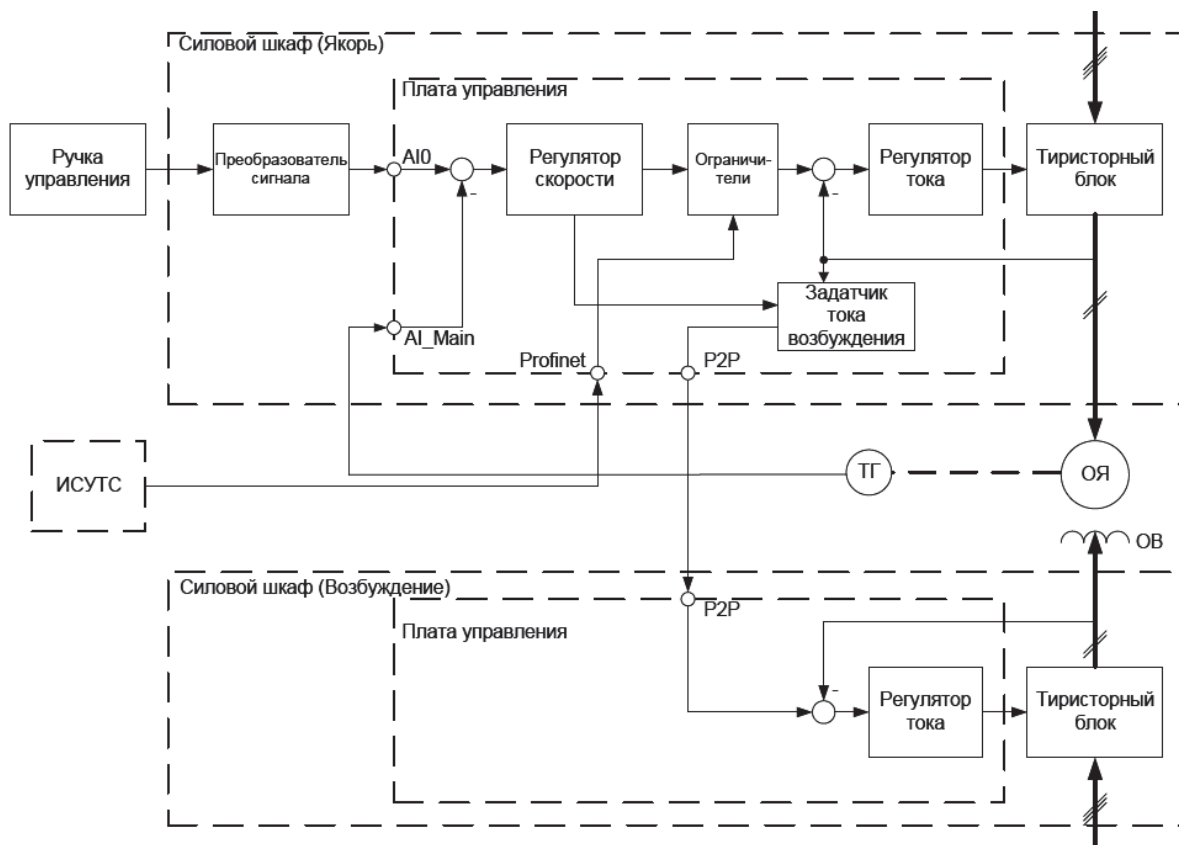 Силовой шкаф (Якорь)
Плата управления
Ручка
управления
Преобразователь
сигнала
AI0
-
Регулятор
скорости
Ограничи-
тели
-
Регулятор
тока
Тиристорный
блок
Задатчик
тока
возбуждения
AI_Main
Profinet
P2P
ИСУТС
ТГ
ОЯ
ОВ
Силовой шкаф (Возбуждение)
P2P
Плата управления
-
Регулятор
тока
Тиристорный
блок